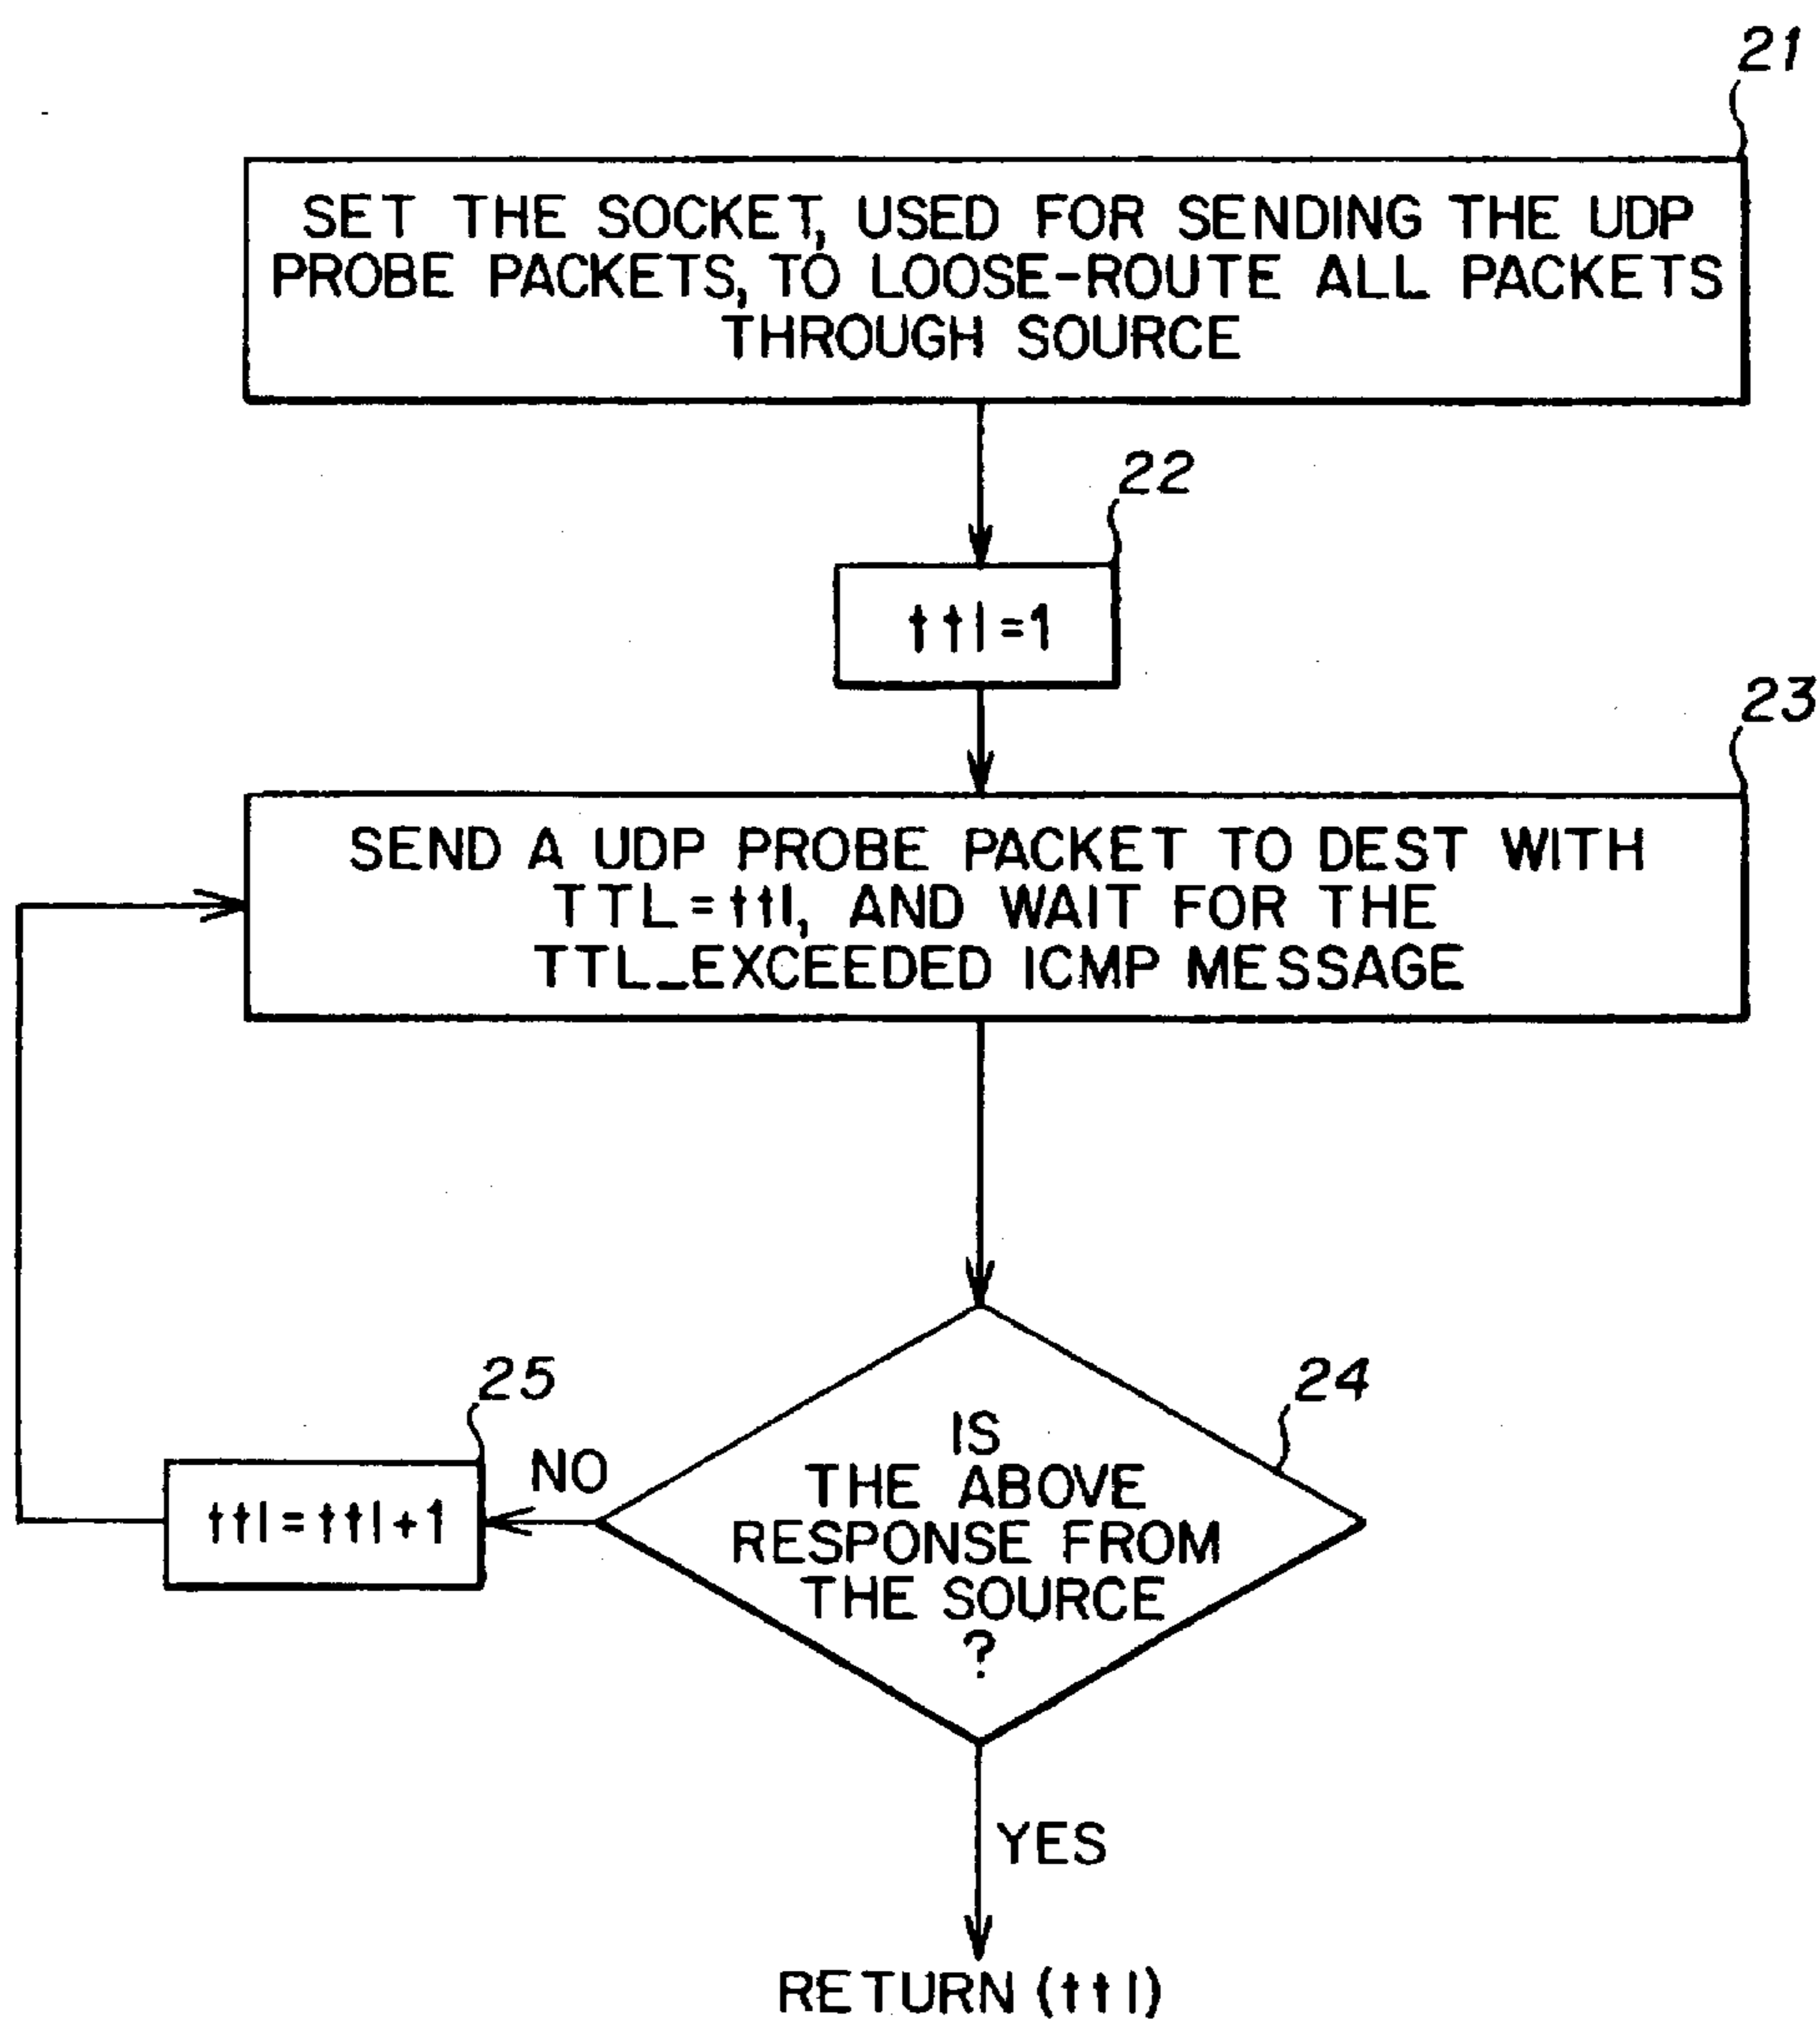 21
SET THE SOCKET, USED FOR SENDING THE UDP
PROBE PACKETS, TO LOOSE-ROUTE ALL PACKETS
THROUGH SOURCE
22
ttl=1
23
SEND A UDP PROBE PACKET TO DEST WITH
TTL=ttl, AND WAIT FOR THE
TTL_EXCEEDED ICMP MESSAGE
24
IS
THE ABOVE
RESPONSE FROM
THE SOURCE
?
25
NO
ttl=ttl+1
YES
RETURN (ttl)